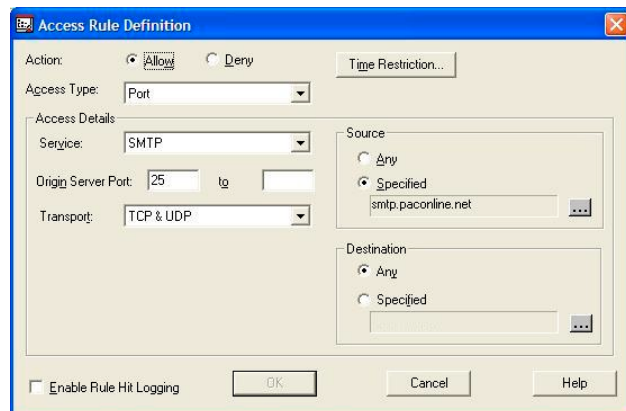 Access Rule Definition
Action: Allow Deny
Time Restriction...
Access Type: Port
Access Details
Service: SMTP
Origin Server Port: 25 to
Transport: TCP & UDP
Source
Any
Specified
smtp.paconline.net
...
Destination
Any
Specified
...
Enable Rule Hit Logging
OK
Cancel
Help